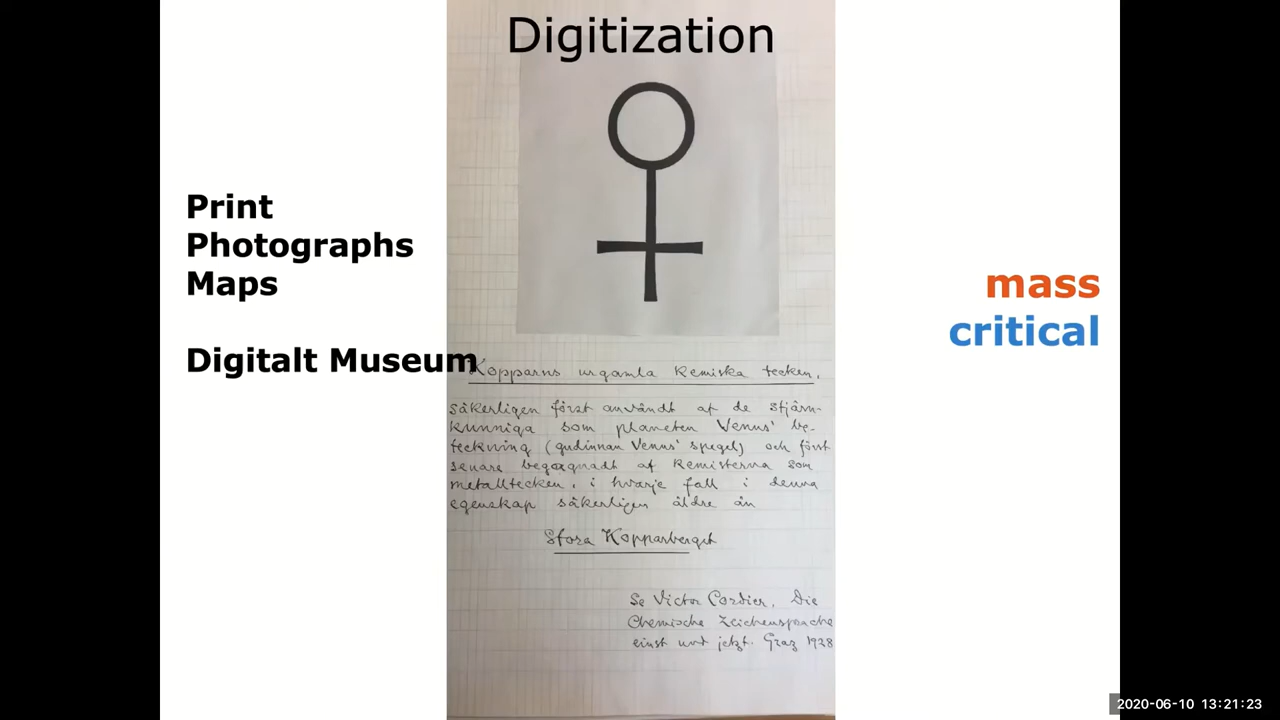 Digitization
Print
Photographs
Maps
Digitalt Museum
mass
critical
Kopparns urgamla kemiska tecken,
säkerligen först användt af de stjärn-
kunniga som planeten Venus' be-
teckning (gudinnan Venus' spegel) och först
senare begagnadt af kemisterna som
metalltecken, i hvarje fall i denna
egenskap säkerligen äldre än
Stora Kopparberget
Se Victor Cordier, Die
Chemische Zeichensprache
einst und jetzt. Graz 1928
2020-06-10 13:21:23